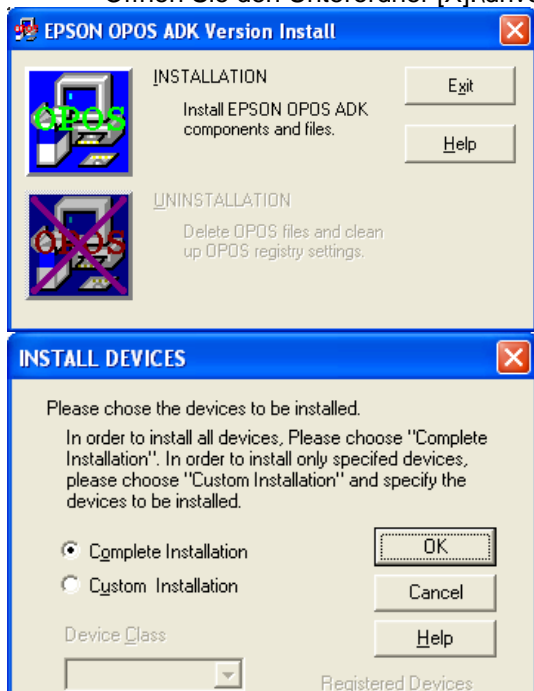 EPSON OPOS ADK Version Install
INSTALLATION
Install EPSON OPOS ADK
components and files.
Exit
Help
OPOS
UNINSTALLATION
Delete OPOS files and clean
up OPOS registry settings.
OPOS
INSTALL DEVICES
Please chose the devices to be installed.
In order to install all devices, Please choose "Complete
Installation". In order to install only specifed devices,
please choose "Custom Installation" and specify the
devices to be installed.
Complete Installation
Custom Installation
OK
Cancel
Help
Device Class
Registered Devices